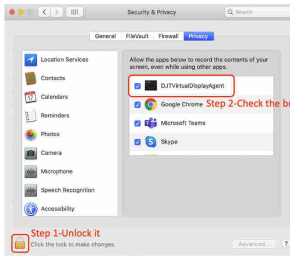 Security & Privacy
Search
General FileVault Firewall Privacy
Location Services
Contacts
Calenders
Reminders
Photos
Camera
Microphone
Speech Recognition
Accessibility
Allow the apps below to record the contents of your
screen, even while using other apps.
DJTVirtualDisplayAgent
Google Chrome
Step 2-Check the b
Microsoft Teams
Skype
Step 1-Unlock it
Click the lock to make changes.
Advanced...
?